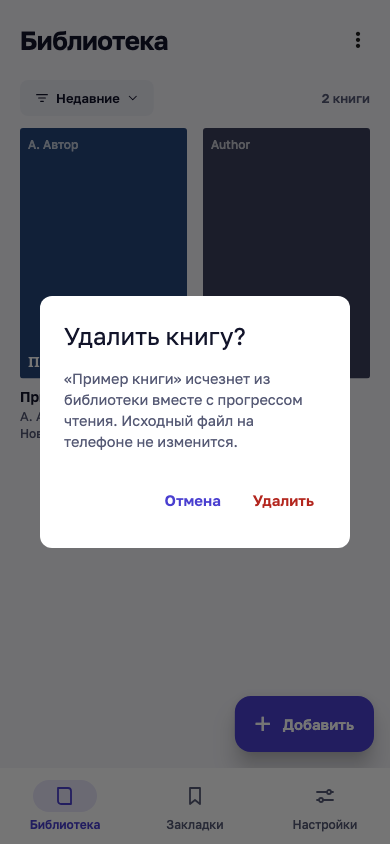 Библиотека
Недавние
2 книги
А. Автор
Author
Удалить книгу?
«Пример книги» исчезнет из
библиотеки вместе с прогрессом
чтения. Исходный файл на
телефоне не изменится.
Отмена
Удалить
Добавить
Библиотека
Закладки
Настройки